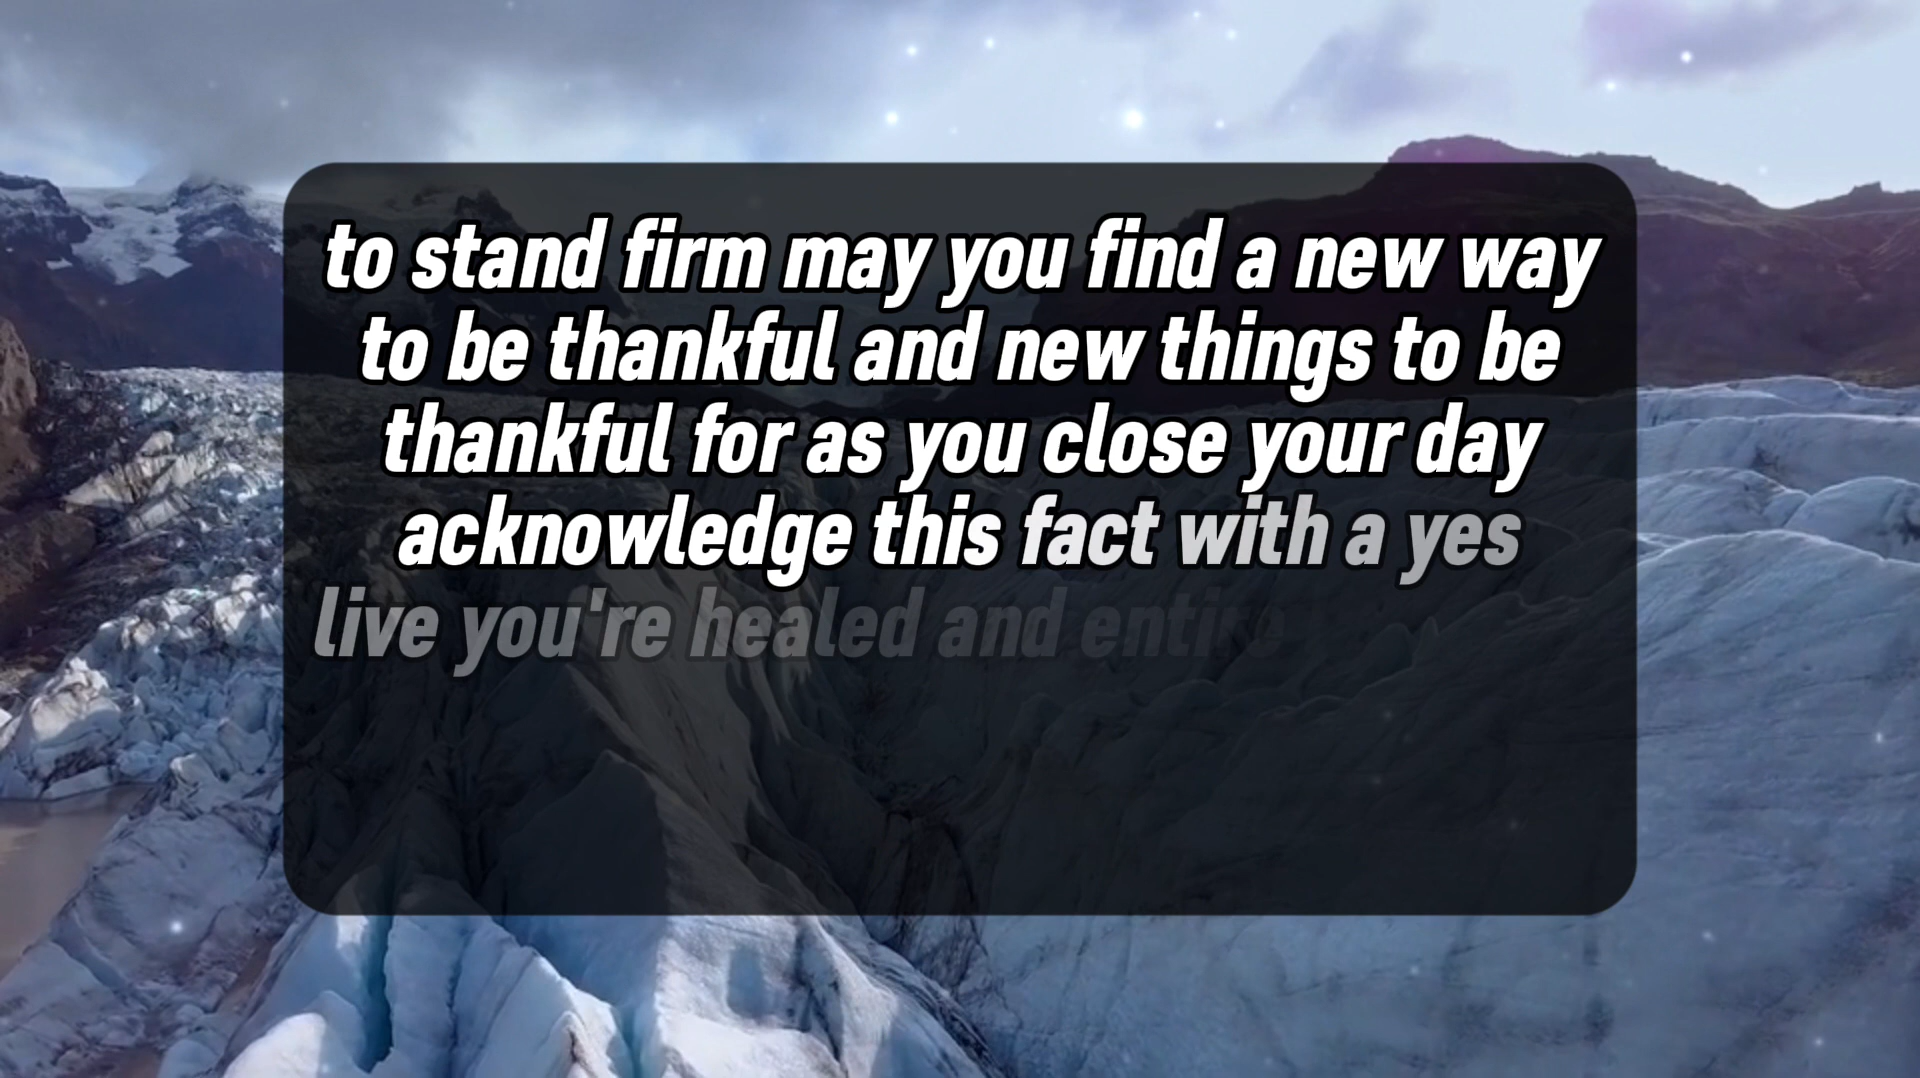 to stand firm may you find a new way
to be thankful and new things to be
thankful for as you close your day
acknowledge this fact with a yes
live you're healed and entire